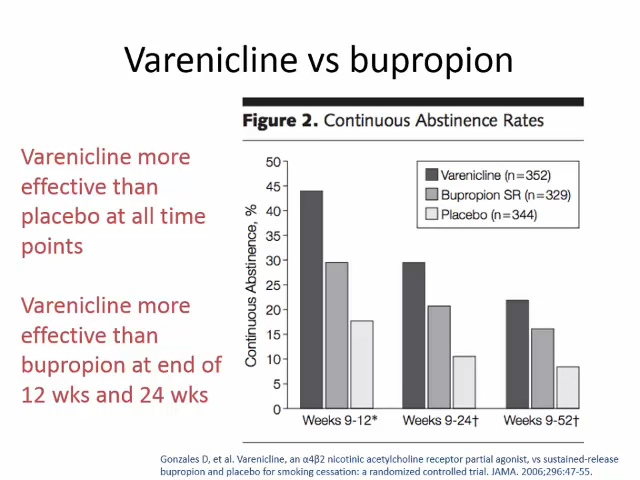 Varenicline vs bupropion
Varenicline more
effective than
placebo at all time
points
Varenicline more
effective than
bupropion at end of
12 wks and 24 wks
Figure 2. Continuous Abstinence Rates
50
45
40
35
30
25
20
15
10
5
0
Continuous Abstinence, %
Varenicline (n=352)
Bupropion SR (n=329)
Placebo (n=344)
Weeks 9-12*
Weeks 9-24†
Weeks 9-52†
Gonzales D, et al. Varenicline, an α4β2 nicotinic acetylcholine receptor partial agonist, vs sustained-release
bupropion and placebo for smoking cessation: a randomized controlled trial. JAMA. 2006;296:47-55.